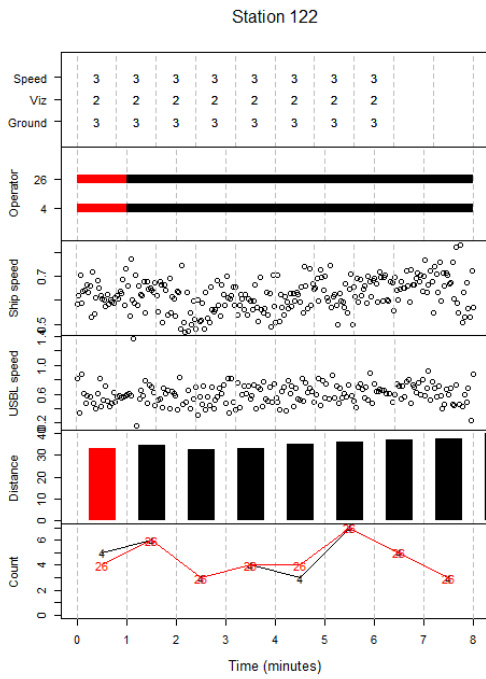 Station 122
Speed 3 3 3 3 3 3 3 3
Viz 2 2 2 2 2 2 2 2
Ground 3 3 3 3 3 3 3 3
Operator
26
4
Ship speed
0.7
USBL speed
1.4
1.0
0.6
0.2
Distance
40
30
20
10
0
Count
6
4
2
0
4 26 26 26 26 4 26 26 26
0 1 2 3 4 5 6 7 8
Time (minutes)